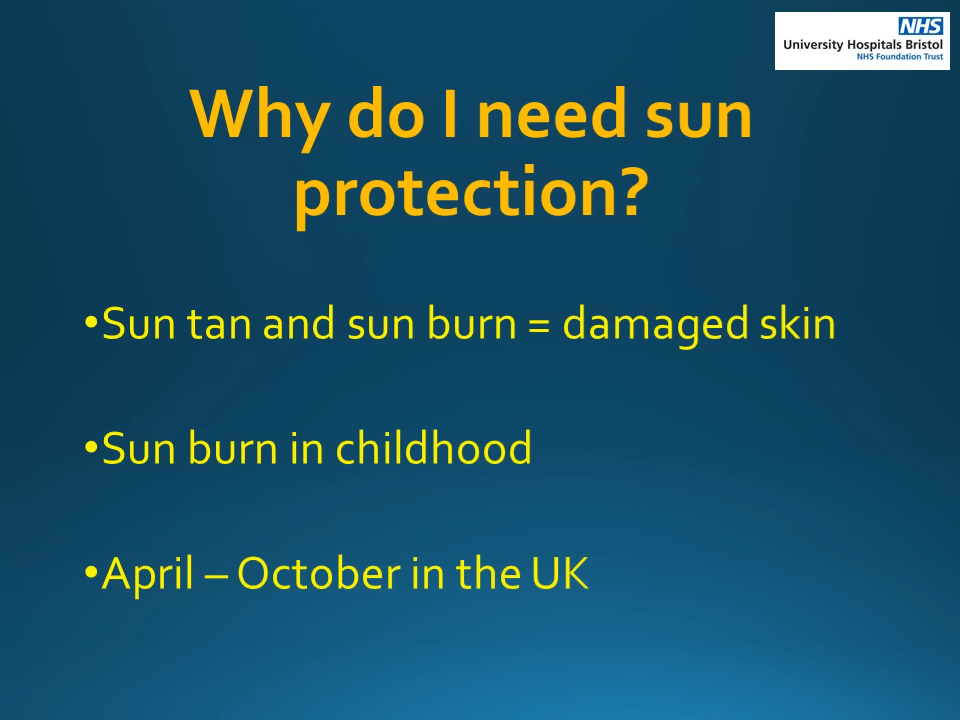 NHS
University Hospitals Bristol
NHS Foundation Trust
Why do I need sun
protection?
•Sun tan and sun burn = damaged skin
•Sun burn in childhood
•April – October in the UK